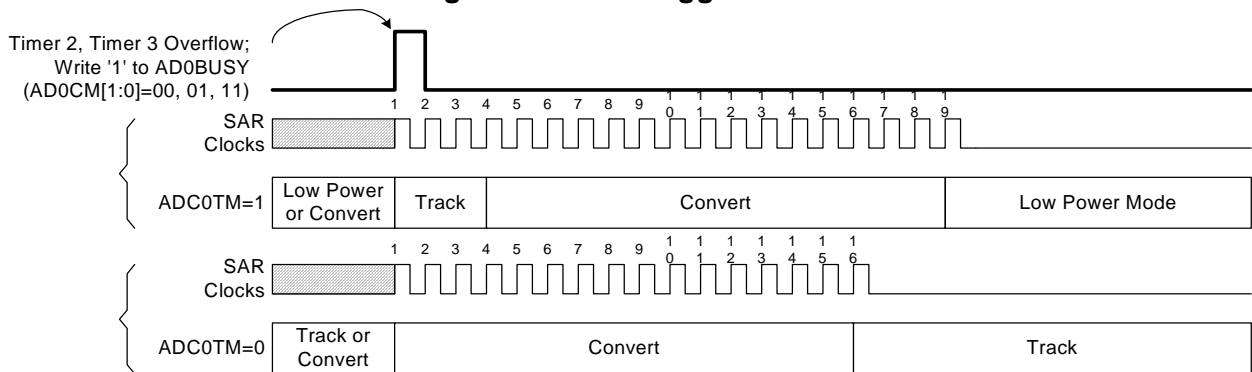 Timer 2, Timer 3 Overflow;
Write '1' to AD0BUSY
(AD0CM[1:0]=00, 01, 11)
1 2 3 4 5 6 7 8 9 10 11 12 13 14 15 16 17 18 19
SAR
Clocks
ADC0TM=1
Low Power
or Convert
Track
Convert
Low Power Mode
1 2 3 4 5 6 7 8 9 10 11 12 13 14 15 16
SAR
Clocks
ADC0TM=0
Track or
Convert
Convert
Track